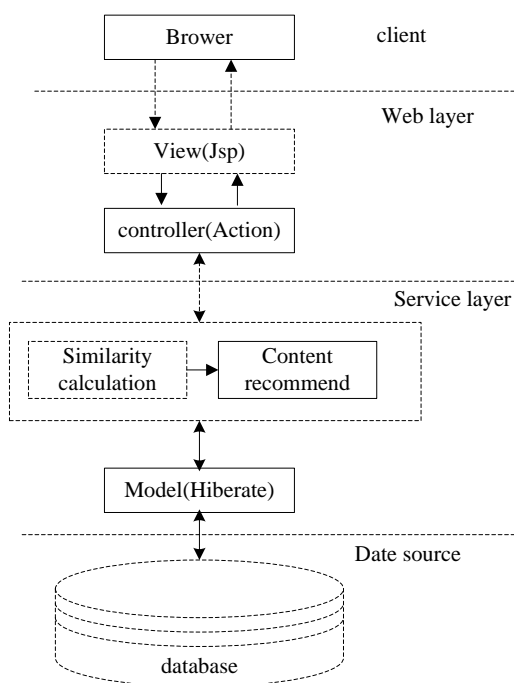 Brower
client
Web layer
View(Jsp)
controller(Action)
Service layer
Similarity
calculation
Content
recommend
Model(Hiberate)
Date source
database